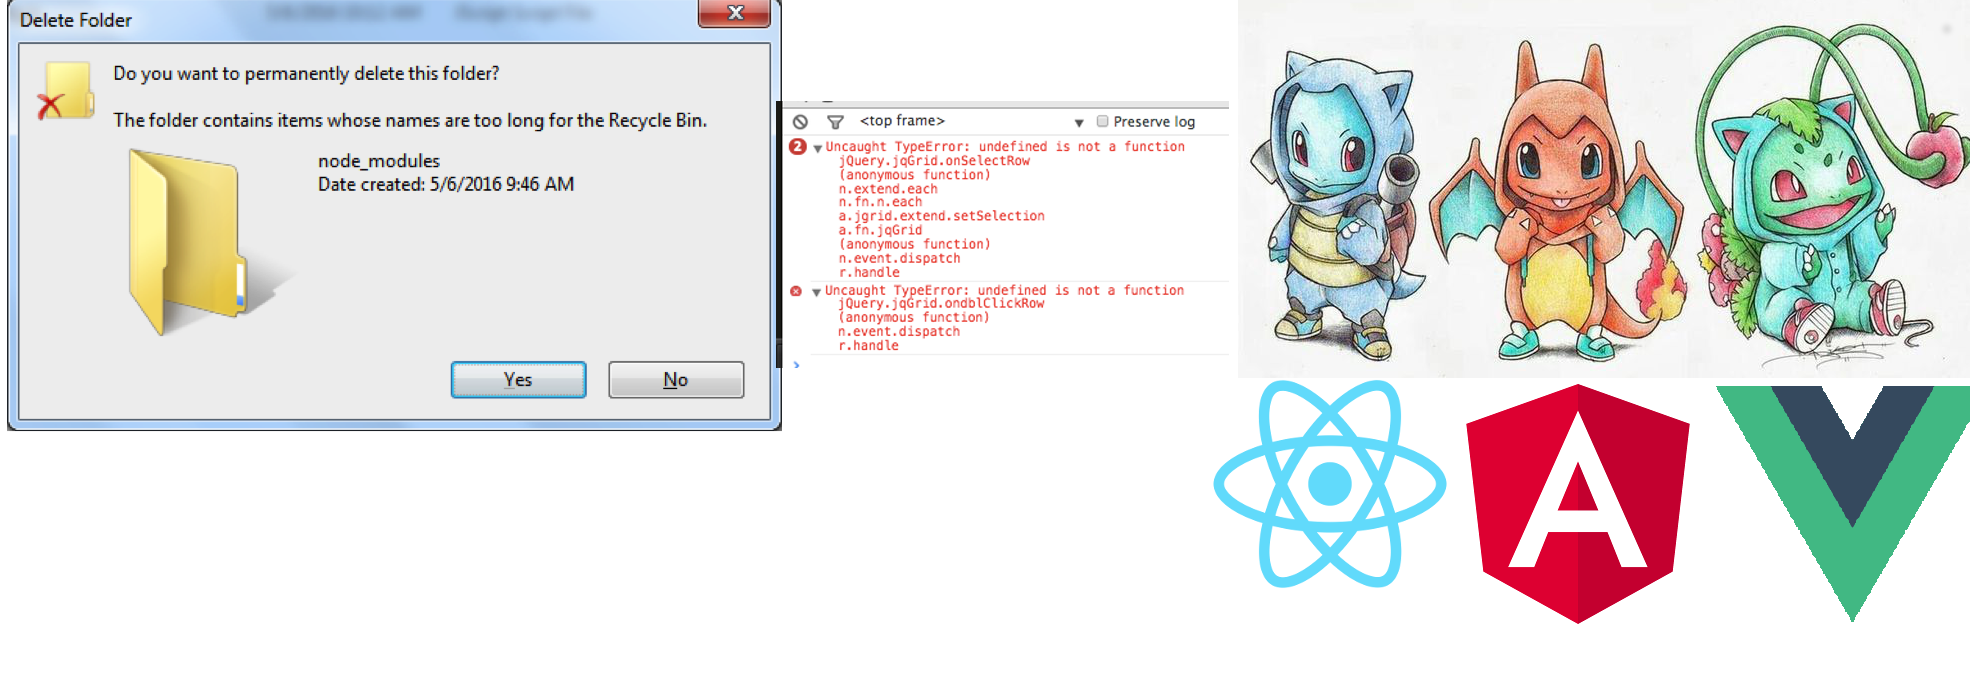 Delete Folder
Do you want to permanently delete this folder?
The folder contains items whose names are too long for the Recycle Bin.
node_modules
Date created: 5/6/2016 9:46 AM
Yes
No
<top frame>
Preserve log
2
Uncaught TypeError: undefined is not a function
jQuery.jqGrid.onSelectRow
(anonymous function)
n.extend.each
n.fn.n.each
a.jgrid.extend.setSelection
a.fn.jqGrid
(anonymous function)
n.event.dispatch
r.handle
Uncaught TypeError: undefined is not a function
jQuery.jqGrid.ondblClickRow
(anonymous function)
n.event.dispatch
r.handle
A